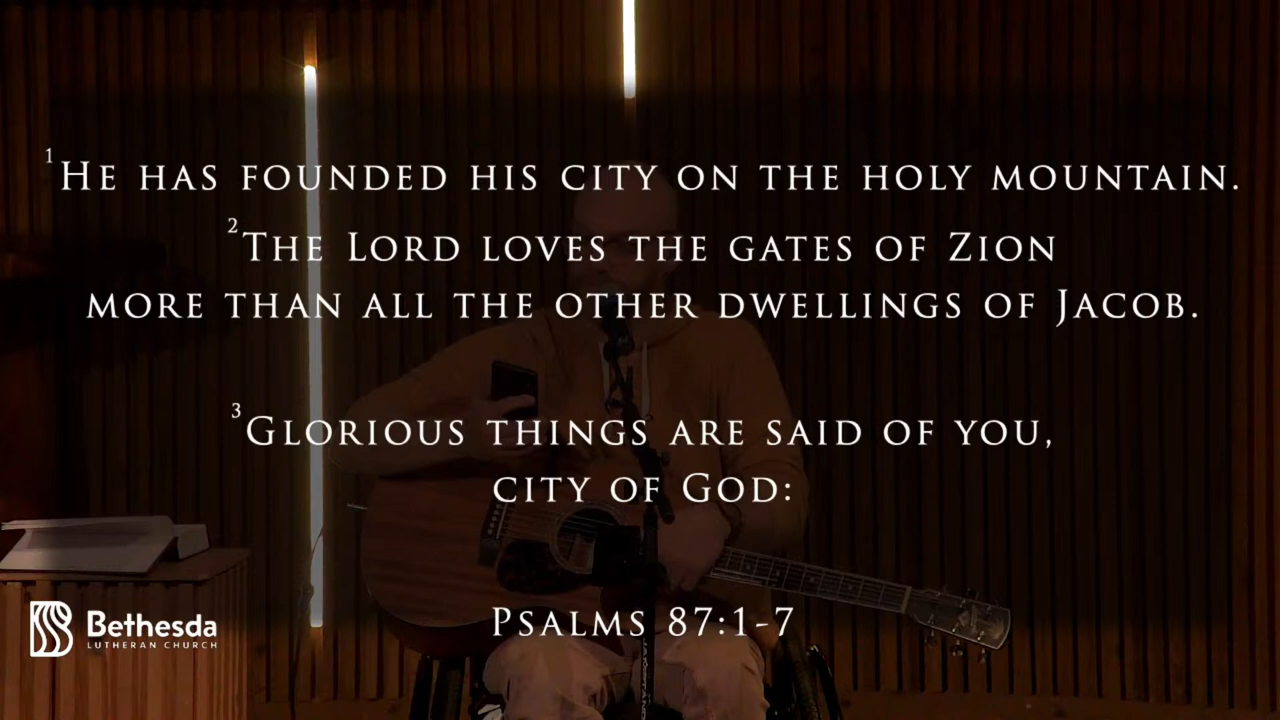 ¹He has founded his city on the holy mountain.
²The Lord loves the gates of Zion
more than all the other dwellings of Jacob.
³Glorious things are said of you,
city of God:
Psalms 87:1-7
Bethesda
LUTHERAN CHURCH